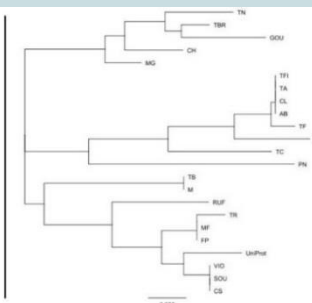 TN
TBR
GOU
CH
MG
TFI
TA
CL
AB
TF
TC
PN
TB
M
RUF
TR
MF
FP
UniProt
VIO
SOU
CS